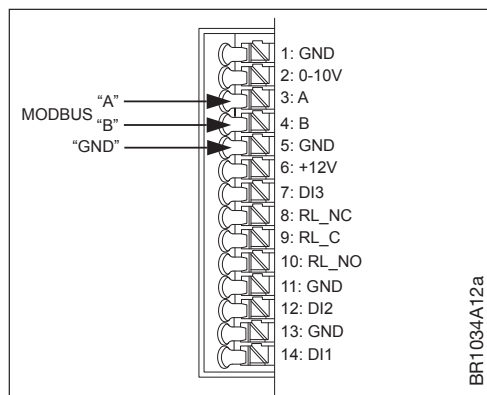 MODBUS
“A”
“B”
“GND”
1: GND
2: 0-10V
3: A
4: B
5: GND
6: +12V
7: DI3
8: RL_NC
9: RL_C
10: RL_NO
11: GND
12: DI2
13: GND
14: DI1
BR1034A12a